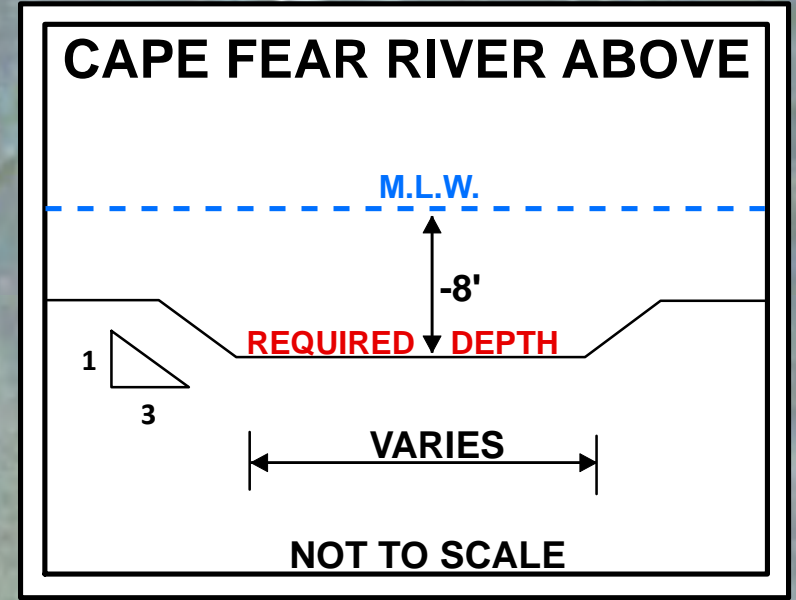 CAPE FEAR RIVER ABOVE
M.L.W.
-8'
REQUIRED DEPTH
1
3
VARIES
NOT TO SCALE